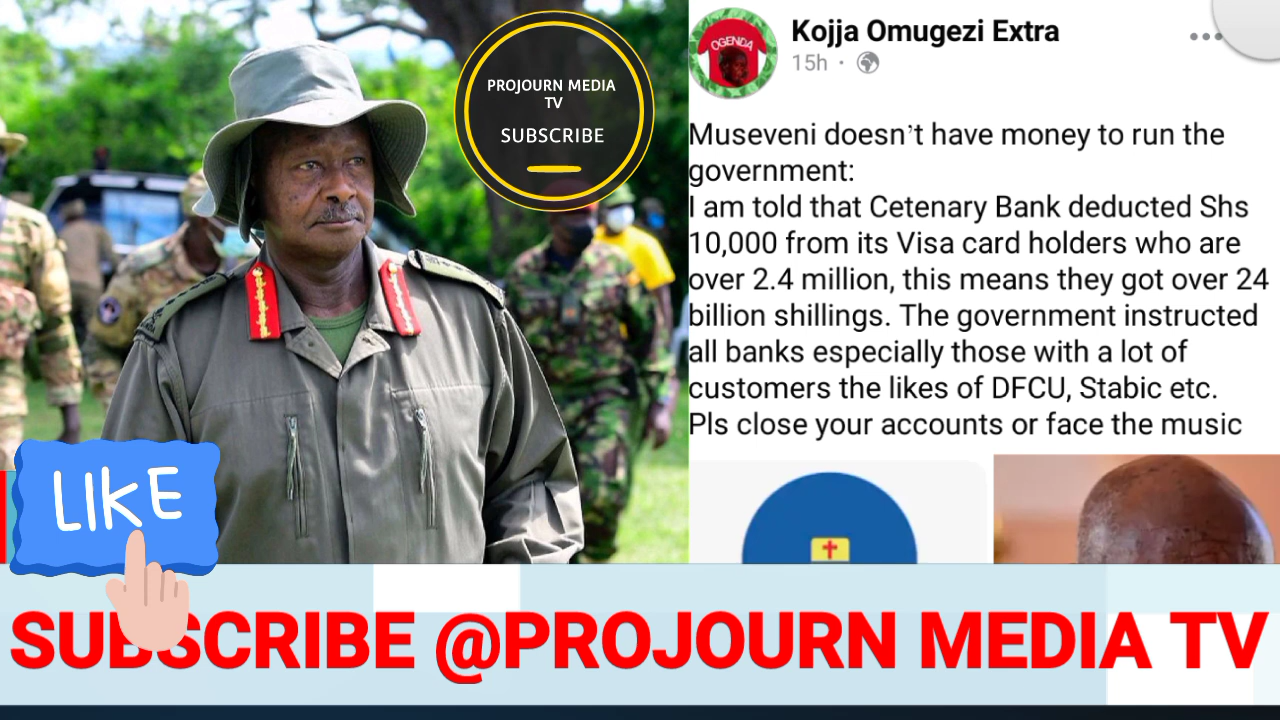 PROJOURN MEDIA
TV
SUBSCRIBE
OGENDA
Kojja Omugezi Extra
15h ·
Museveni doesn't have money to run the
government:
I am told that Cetenary Bank deducted Shs
10,000 from its Visa card holders who are
over 2.4 million, this means they got over 24
billion shillings. The government instructed
all banks especially those with a lot of
customers the likes of DFCU, Stabic etc.
Pls close your accounts or face the music
LIKE
SUBSCRIBE @PROJOURN MEDIA TV